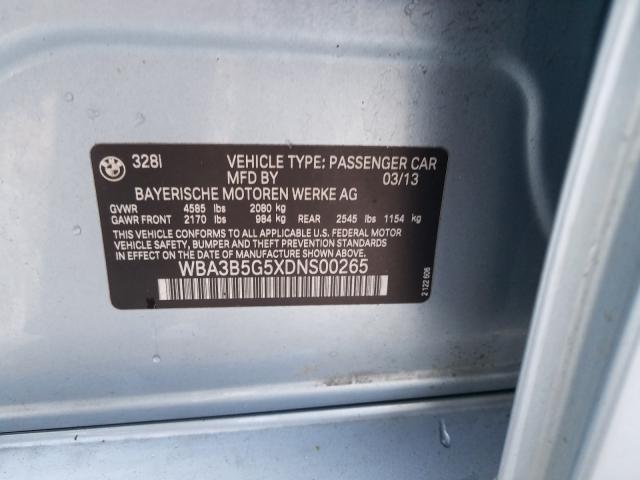 BMW
328i VEHICLE TYPE: PASSENGER CAR
MFD BY 03/13
BAYERISCHE MOTOREN WERKE AG
GVWR 4585 lbs 2080 kg
GAWR FRONT 2170 lbs 984 kg REAR 2545 lbs 1154 kg
THIS VEHICLE CONFORMS TO ALL APPLICABLE U.S. FEDERAL MOTOR
VEHICLE SAFETY, BUMPER AND THEFT PREVENTION STANDARDS
IN EFFECT ON THE DATE OF MANUFACTURE SHOWN ABOVE.
WBA3B5G5XDNS00265
2 122 606